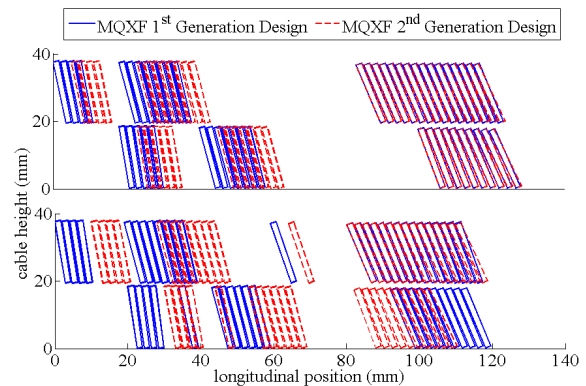 MQXF 1st Generation Design MQXF 2nd Generation Design
40
20
0
40
20
0
cable height (mm)
0 20 40 60 80 100 120 140
longitudinal position (mm)